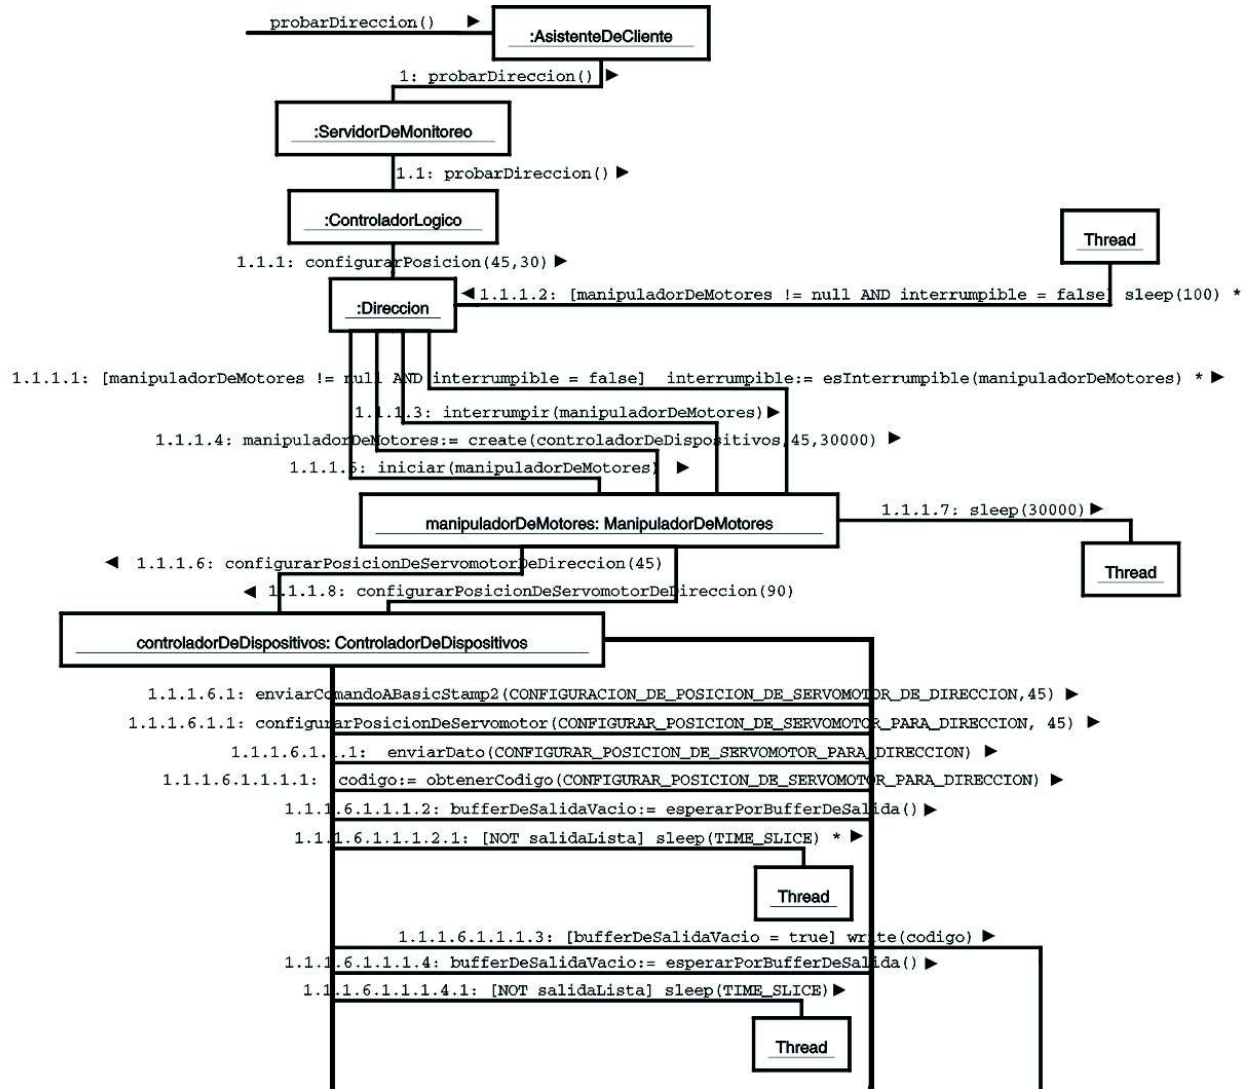 probarDireccion() ►
:AsistenteDeCliente
1: probarDireccion() ►
:ServidorDeMonitoreo
1.1: probarDireccion() ►
:ControladorLogico
Thread
1.1.1: configurarPosicion(45,30) ►
:Direccion
◄ 1.1.1.2: [manipuladorDeMotores != null AND interrumpible = false] sleep(100) *
1.1.1.1: [manipuladorDeMotores != null AND interrumpible = false] interrumpible:= esInterrumpible(manipuladorDeMotores) * ►
1.1.1.3: interrumpir(manipuladorDeMotores) ►
1.1.1.4: manipuladorDeMotores:= create(controladorDeDispositivos,45,30000) ►
1.1.1.5: iniciar(manipuladorDeMotores) ►
manipuladorDeMotores: ManipuladorDeMotores
1.1.1.7: sleep(30000) ►
Thread
◄ 1.1.1.6: configurarPosicionDeServomotorDeDireccion(45)
◄ 1.1.1.8: configurarPosicionDeServomotorDeDireccion(90)
controladorDeDispositivos: ControladorDeDispositivos
1.1.1.6.1: enviarComandoABasicStamp2(CONFIGURACION_DE_POSICION_DE_SERVOMOTOR_DE_DIRECCION,45) ►
1.1.1.6.1.1: configurarPosicionDeServomotor(CONFIGURAR_POSICION_DE_SERVOMOTOR_PARA_DIRECCION, 45) ►
1.1.1.6.1.1.1: enviarDato(CONFIGURAR_POSICION_DE_SERVOMOTOR_PARA_DIRECCION) ►
1.1.1.6.1.1.1.1: codigo:= obtenerCodigo(CONFIGURAR_POSICION_DE_SERVOMOTOR_PARA_DIRECCION) ►
1.1.1.6.1.1.1.2: bufferDeSalidaVacio:= esperarPorBufferDeSalida() ►
1.1.1.6.1.1.1.2.1: [NOT salidaLista] sleep(TIME_SLICE) * ►
Thread
1.1.1.6.1.1.1.3: [bufferDeSalidaVacio = true] write(codigo) ►
1.1.1.6.1.1.1.4: bufferDeSalidaVacio:= esperarPorBufferDeSalida() ►
1.1.1.6.1.1.1.4.1: [NOT salidaLista] sleep(TIME_SLICE) ►
Thread